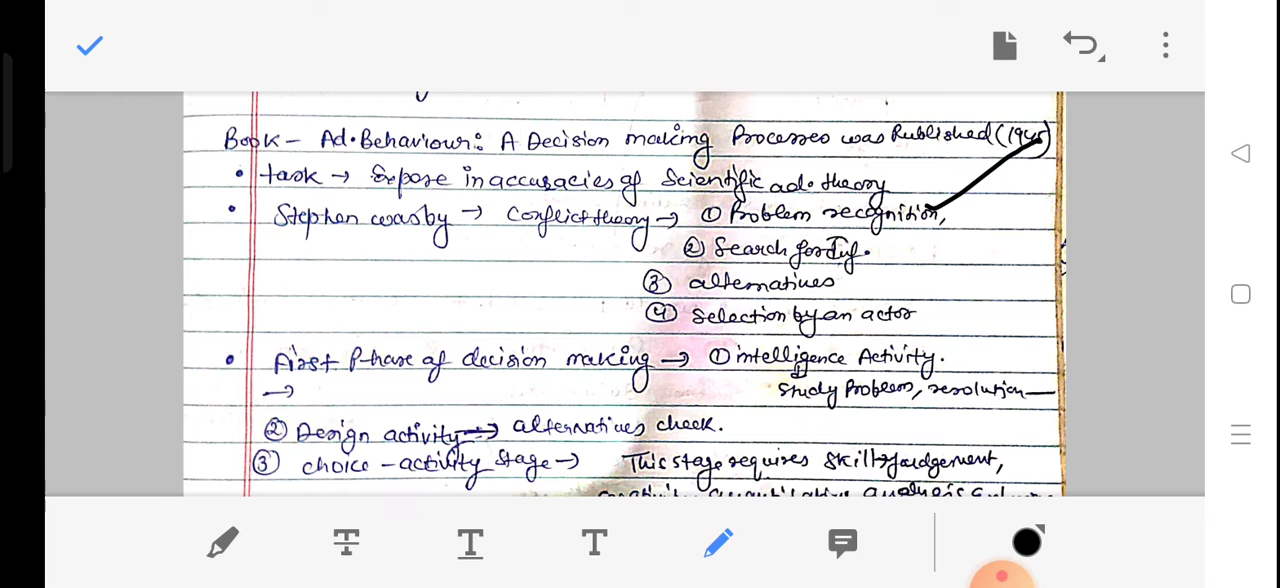 Book - Ad. Behaviour: A Decision making Processes was Published (1945)
• task → Expose inaccuracies of Scientific ad. theory
• Stephen wasby → Conflict theory → ① Problem recognition,
② Search for Inf.
③ alternatives
④ Selection by an actor
• First Phase of decision making → ① intelligence Activity.
→ Study Problem, resolution —
② Design activity → alternatives check.
③ choice - activity stage → This stage requires skill, judgement,
quantitative analysis
T T T